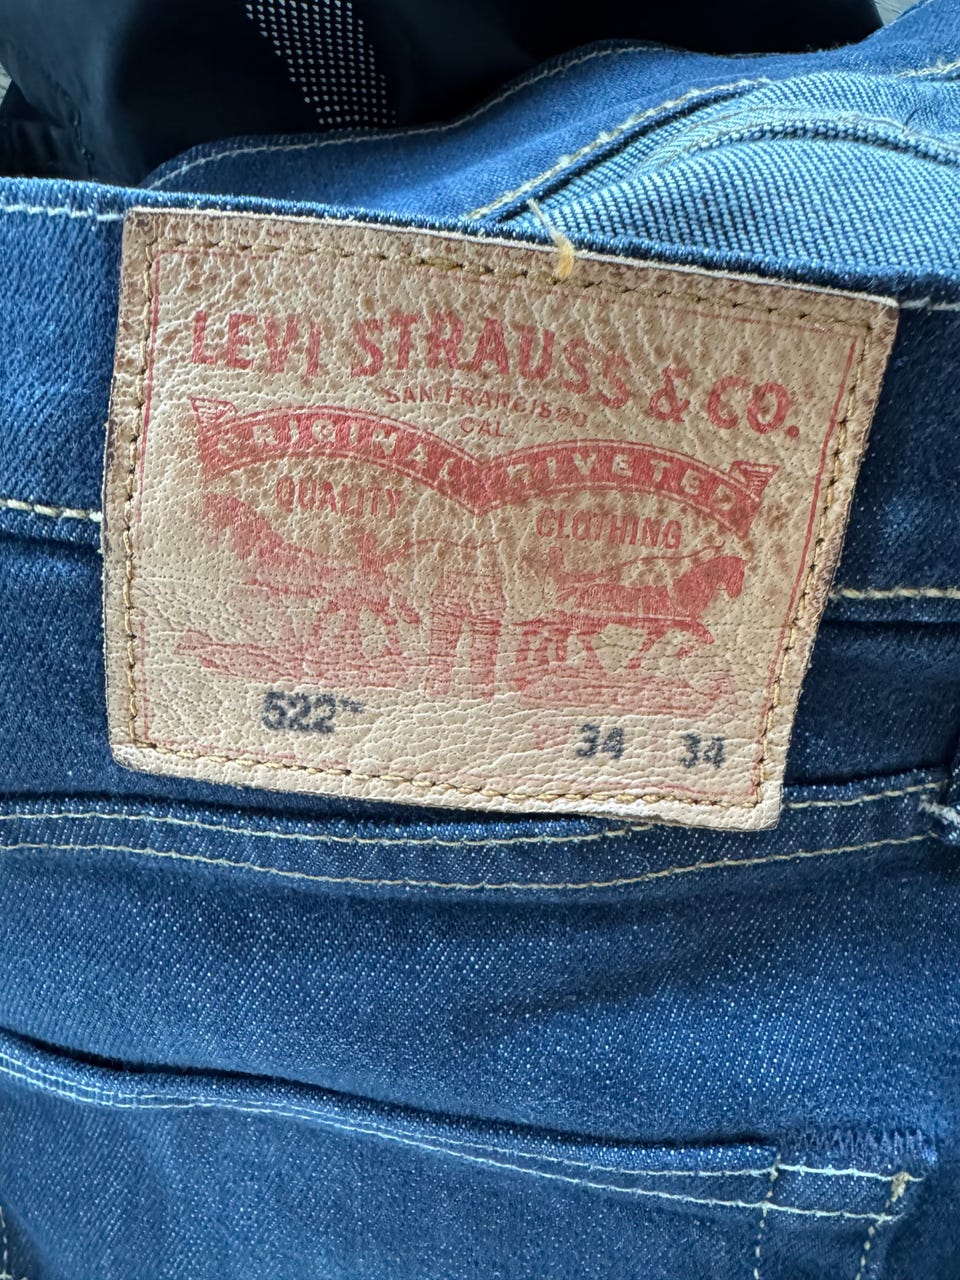 LEVI STRAUSS & CO.
SAN FRANCISCO
CAL.
ORIGINAL RIVETED
QUALITY CLOTHING
522™ 34 34